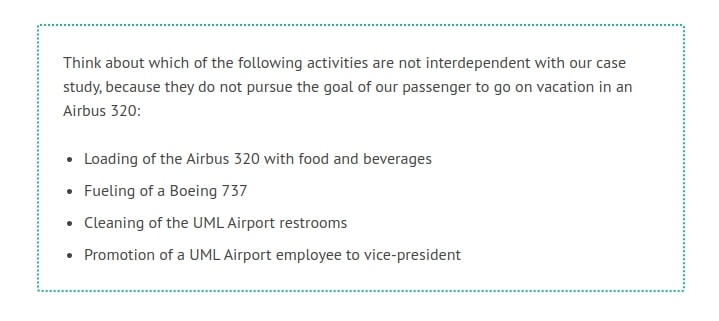 Think about which of the following activities are not interdependent with our case
study, because they do not pursue the goal of our passenger to go on vacation in an
Airbus 320:
• Loading of the Airbus 320 with food and beverages
• Fueling of a Boeing 737
• Cleaning of the UML Airport restrooms
• Promotion of a UML Airport employee to vice-president